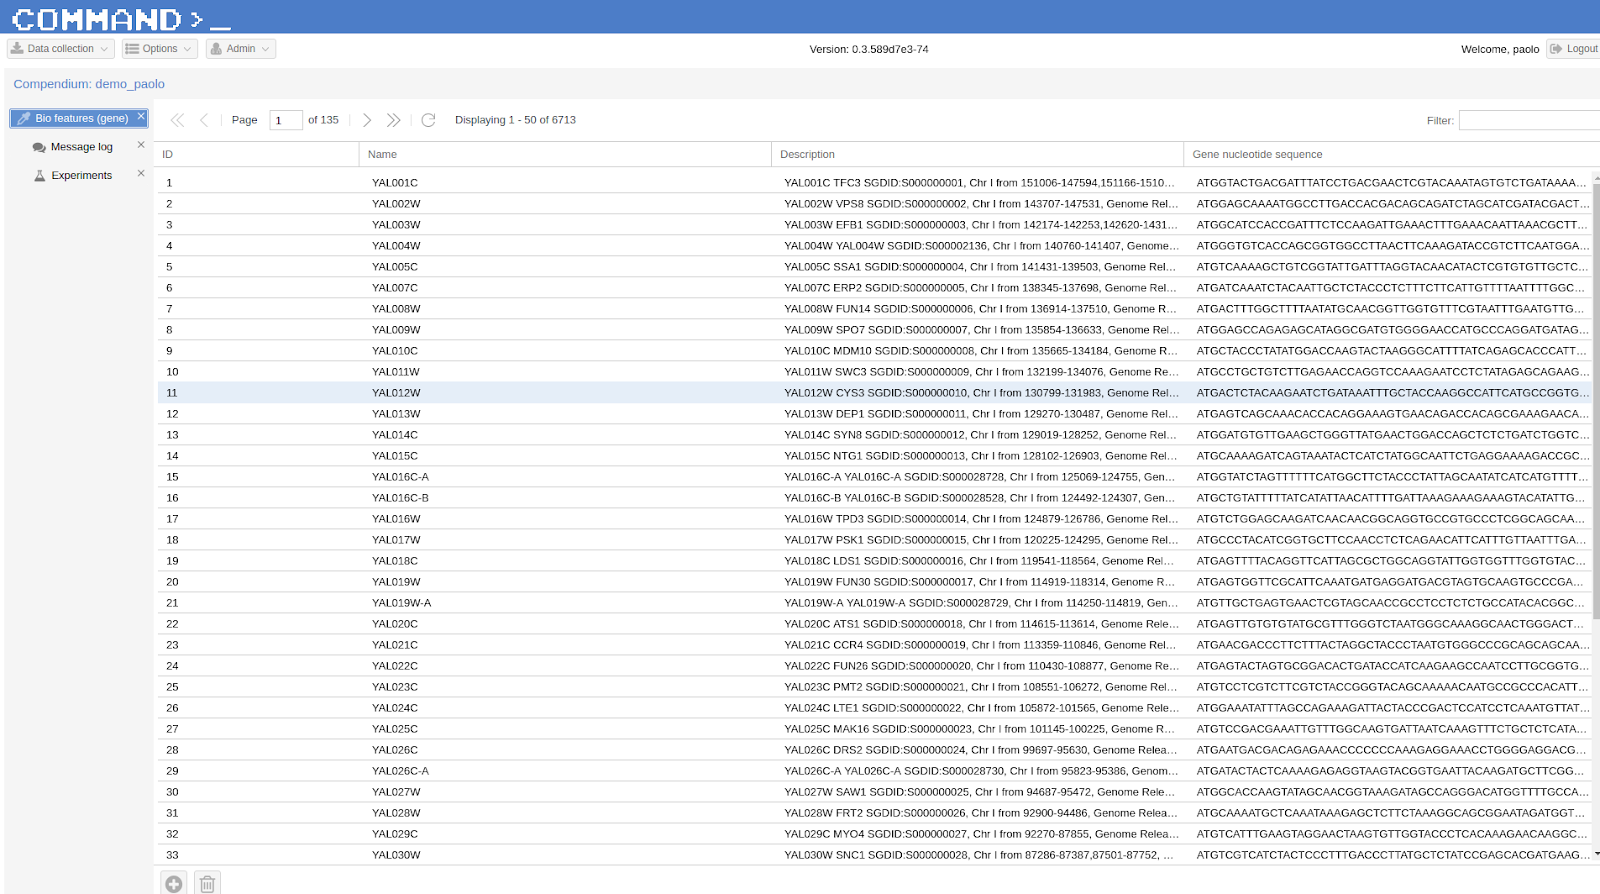 COMMAND>_
Data collection Options Admin Version: 0.3.589d7e3-74 Welcome, paolo Logout
Compendium: demo_paolo
Bio features (gene)
Message log
Experiments
Page 1 of 135 Displaying 1 - 50 of 6713 Filter:
ID Name Description Gene nucleotide sequence
1 YAL001C YAL001C TFC3 SGDID:S000000001, Chr I from 151006-147594,151166-1510... ATGGTACTGACGATTTATCCTGACGAACTCGTACAAATAGTGTCTGATAAAA...
2 YAL002W YAL002W VPS8 SGDID:S000000002, Chr I from 143707-147531, Genome Rel... ATGGAGCAAAATGGCCTTGACCACGACAGCAGATCTAGCATCGATACGACT...
3 YAL003W YAL003W EFB1 SGDID:S000000003, Chr I from 142174-142253,142620-1431... ATGGCATCCACCGATTTCTCCAAGATTGAAACTTTGAAACAATTAAACGCTT...
4 YAL004W YAL004W YAL004W SGDID:S000002136, Chr I from 140760-141407, Genome... ATGGGTGTCACCAGCGGTGGCCTTAACTTCAAAGATACCGTCTTCAATGGA...
5 YAL005C YAL005C SSA1 SGDID:S000000004, Chr I from 141431-139503, Genome Rel... ATGTCAAAAGCTGTCGGTATTGATTTAGGTACAACATACTCGTGTGTTGCTC...
6 YAL007C YAL007C ERP2 SGDID:S000000005, Chr I from 138345-137698, Genome Rel... ATGATCAAATCTACAATTGCTCTACCCTCTTTCTTCATTGTTTTAATTTTGGC...
7 YAL008W YAL008W FUN14 SGDID:S000000006, Chr I from 136914-137510, Genome R... ATGACTTTGGCTTTTAATATGCAACGGTTGGTGTTTCGTAATTTGAATGTTG...
8 YAL009W YAL009W SPO7 SGDID:S000000007, Chr I from 135854-136633, Genome Rel... ATGGAGCCAGAGAGCATAGGCGATGTGGGGAACCATGCCCAGGATGATAG...
9 YAL010C YAL010C MDM10 SGDID:S000000008, Chr I from 135665-134184, Genome R... ATGCTACCCTATATGGACCAAGTACTAAGGGCATTTTATCAGAGCACCCATT...
10 YAL011W YAL011W SWC3 SGDID:S000000009, Chr I from 132199-134076, Genome Rel... ATGCCTGCTGTCTTGAGAACCAGGTCCAAAGAATCCTCTATAGAGCAGAAG...
11 YAL012W YAL012W CYS3 SGDID:S000000010, Chr I from 130799-131983, Genome Rel... ATGACTCTACAAGAATCTGATAAATTTGCTACCAAGGCCATTCATGCCGGTG...
12 YAL013W YAL013W DEP1 SGDID:S000000011, Chr I from 129270-130487, Genome Rel... ATGAGTCAGCAAACACCACAGGAAAGTGAACAGACCACAGCGAAAGAACA...
13 YAL014C YAL014C SYN8 SGDID:S000000012, Chr I from 129019-128252, Genome Rel... ATGGATGTGTTGAAGCTGGGTTATGAACTGGACCAGCTCTCTGATCTGGTC...
14 YAL015C YAL015C NTG1 SGDID:S000000013, Chr I from 128102-126903, Genome Rel... ATGCAAAAGATCAGTAAATACTCATCTATGGCAATTCTGAGGAAAAGACCGC...
15 YAL016C-A YAL016C-A YAL016C-A SGDID:S000028728, Chr I from 125069-124755, Gen... ATGGTATCTAGTTTTTTTCATGGCTTCTACCCTATTAGCAATATCATCATGTTTT...
16 YAL016C-B YAL016C-B YAL016C-B SGDID:S000028528, Chr I from 124492-124307, Gen... ATGCTGTATTTTTATCATATTAACATTTTGATTAAAGAAAGAAAGTACATATTG...
17 YAL016W YAL016W TPD3 SGDID:S000000014, Chr I from 124879-126786, Genome Rel... ATGTCTGGAGCAAGATCAACAACGGCAGGTGCCGTGCCCTCGGCAGCAA...
18 YAL017W YAL017W PSK1 SGDID:S000000015, Chr I from 120225-124295, Genome Rel... ATGCCCTACATCGGTGCTTCCAACCTCTCAGAACATTCATTTGTTAATTTGA...
19 YAL018C YAL018C LDS1 SGDID:S000000016, Chr I from 119541-118564, Genome Rel... ATGAGTTTTACAGGTTCATTAGCGCTGGCAGGTATTGGTGGTTTGGTGTAC...
20 YAL019W YAL019W FUN30 SGDID:S000000017, Chr I from 114919-118314, Genome R... ATGAGTGGTTCGCATTCAAATGATGAGGATGACGTAGTGCAAGTGCCCGA...
21 YAL019W-A YAL019W-A YAL019W-A SGDID:S000028729, Chr I from 114250-114819, Gen... ATGTTGCTGAGTGAACTCGTAGCAACCGCCTCCTCTCTGCCATACACGGC...
22 YAL020C YAL020C ATS1 SGDID:S000000018, Chr I from 114615-113614, Genome Rele... ATGAGTTGTGTGTATGCGTTTGGGTCTAATGGGCAAAGGCAACTGGGACT...
23 YAL021C YAL021C CCR4 SGDID:S000000019, Chr I from 113359-110846, Genome Rel... ATGAACGACCCTTCTTTACTAGGCTACCCTAATGTGGGCCCGCAGCAGCAA...
24 YAL022C YAL022C FUN26 SGDID:S000000020, Chr I from 110430-108877, Genome Re... ATGAGTACTAGTGCGGACACTGATACCATCAAGAAGCCAATCCTTGCGGTG...
25 YAL023C YAL023C PMT2 SGDID:S000000021, Chr I from 108551-106272, Genome Rel... ATGTCCTCGTCTTCGTCTACCGGGTACAGCAAAAACAATGCCGCCCACATT...
26 YAL024C YAL024C LTE1 SGDID:S000000022, Chr I from 105872-101565, Genome Rele... ATGGAAATATTTAGCCAGAAAGATTACTACCCGACTCCATCCTCAAATGTTAT...
27 YAL025C YAL025C MAK16 SGDID:S000000023, Chr I from 101145-100225, Genome R... ATGTCCGACGAAATTGTTTGGCAAGTGATTAATCAAAGTTTCTGCTCTCATA...
28 YAL026C YAL026C DRS2 SGDID:S000000024, Chr I from 99697-95630, Genome Relea... ATGAATGACGACAGAGAAACCCCCCCAAAGAGGAAACCTGGGGAGGACG...
29 YAL026C-A YAL026C-A YAL026C-A SGDID:S000028730, Chr I from 95823-95386, Genom... ATGATACTACTCAAAAGAGAGGTAAGTACGGTGAATTACAAGATGCTTCGG...
30 YAL027W YAL027W SAW1 SGDID:S000000025, Chr I from 94687-95472, Genome Rele... ATGGCACCAAGTATAGCAACGGTAAAGATAGCCAGGGACATGGTTTTGCCA...
31 YAL028W YAL028W FRT2 SGDID:S000000026, Chr I from 92900-94486, Genome Relea... ATGCAAAATGCTCAAATAAAGAGCTCTTCTAAAGGCAGCGGAATAGATGGT...
32 YAL029C YAL029C MYO4 SGDID:S000000027, Chr I from 92270-87855, Genome Relea... ATGTCATTTGAAGTAGGAACTAAGTGTTGGTACCCTCACAAAGAACAAGGC...
33 YAL030W YAL030W SNC1 SGDID:S000000028, Chr I from 87286-87387,87501-87752, ... ATGTCGTCATCTACTCCCTTTGACCCTTATGCTCTATCCGAGCACGATGAAG...